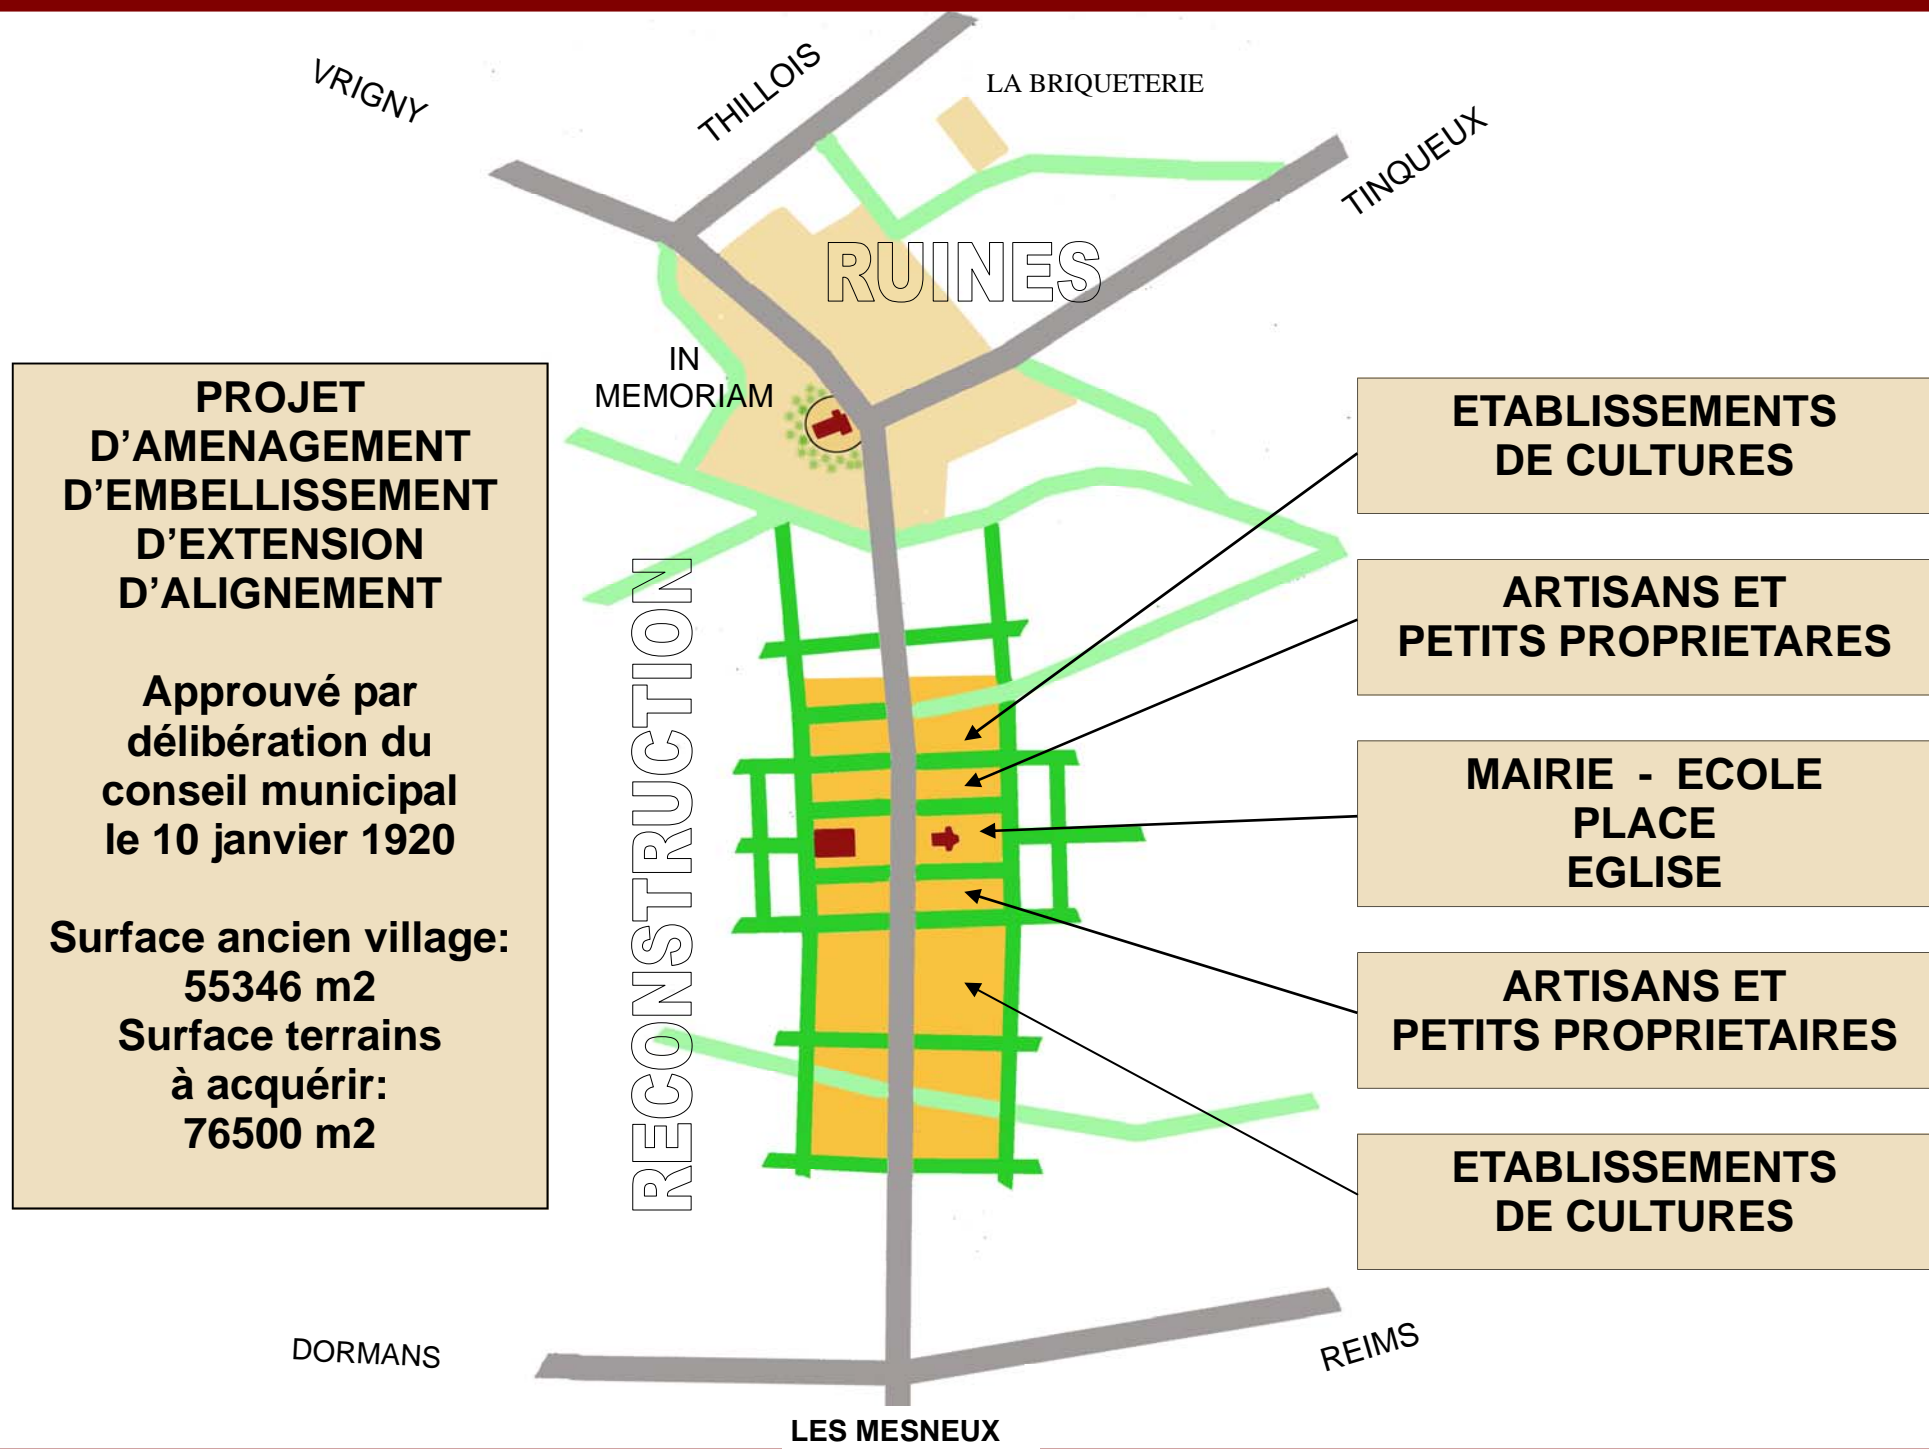 VRIGNY
THILLOIS
LA BRIQUETERIE
TINQUEUX
RUINES
IN
MEMORIAM
PROJET
D’AMENAGEMENT
D’EMBELLISSEMENT
D’EXTENSION
D’ALIGNEMENT
Approuvé par
délibération du
conseil municipal
le 10 janvier 1920
Surface ancien village:
55346 m2
Surface terrains
à acquérir:
76500 m2
RECONSTRUCTION
ETABLISSEMENTS
DE CULTURES
ARTISANS ET
PETITS PROPRIETARES
MAIRIE - ECOLE
PLACE
EGLISE
ARTISANS ET
PETITS PROPRIETAIRES
ETABLISSEMENTS
DE CULTURES
DORMANS
REIMS
LES MESNEUX